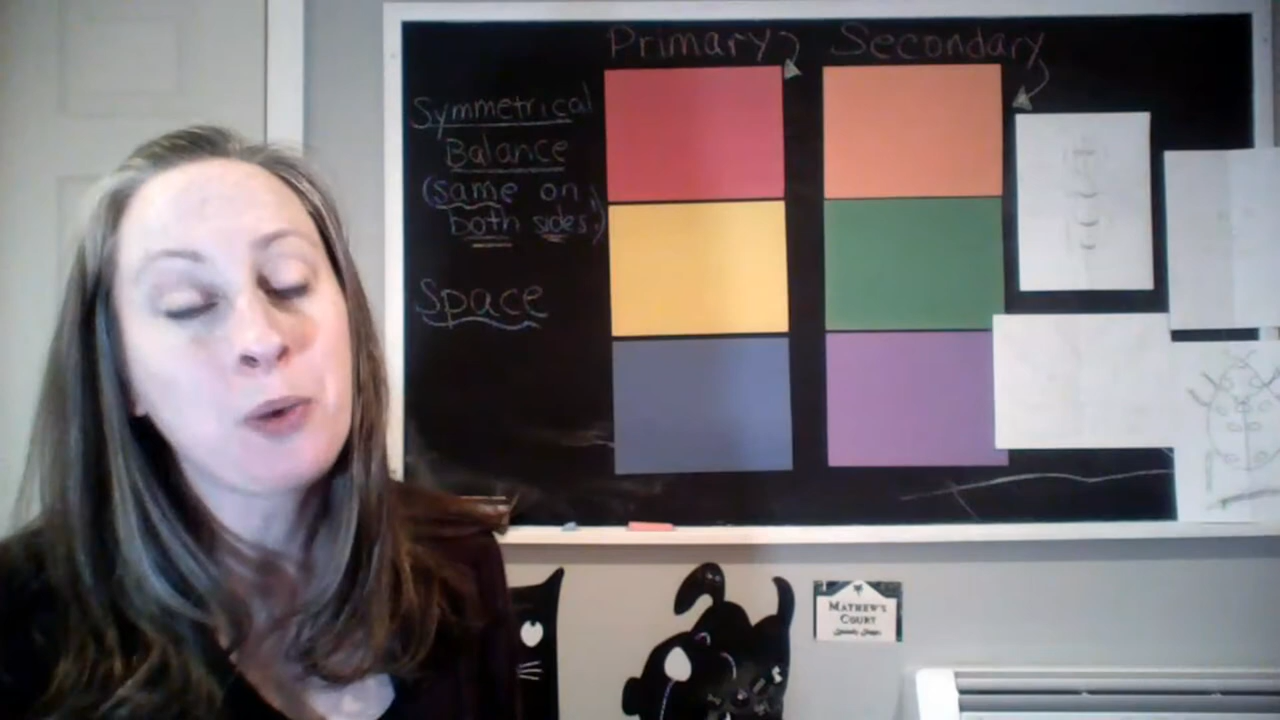 Primary
Secondary
Symmetrical
Balance
(same on
both sides.)
Space
MATHEW'S
COURT